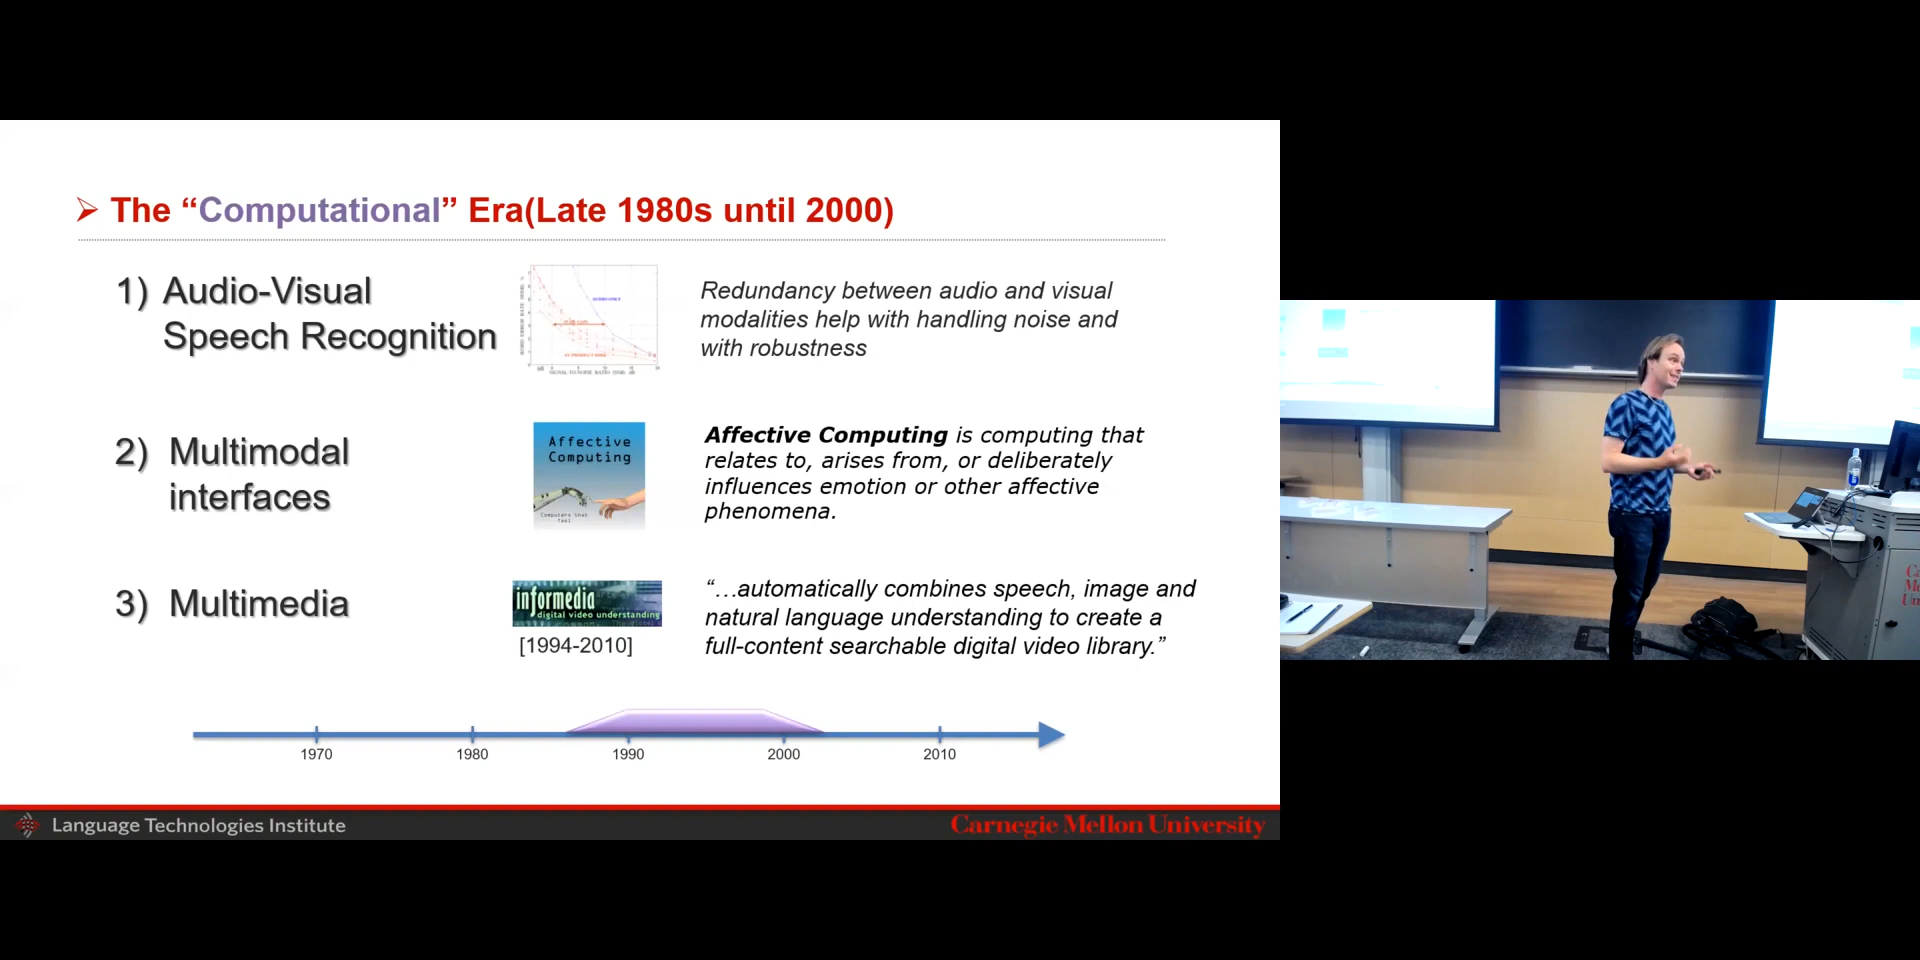 The “Computational” Era(Late 1980s until 2000)
1) Audio-Visual
Speech Recognition
Redundancy between audio and visual
modalities help with handling noise and
with robustness
2) Multimodal
interfaces
Affective
Computing
Computers that
feel
Affective Computing is computing that
relates to, arises from, or deliberately
influences emotion or other affective
phenomena.
3) Multimedia
informedia
digital video understanding
[1994-2010]
“…automatically combines speech, image and
natural language understanding to create a
full-content searchable digital video library.”
1970 1980 1990 2000 2010
Language Technologies Institute
Carnegie Mellon University